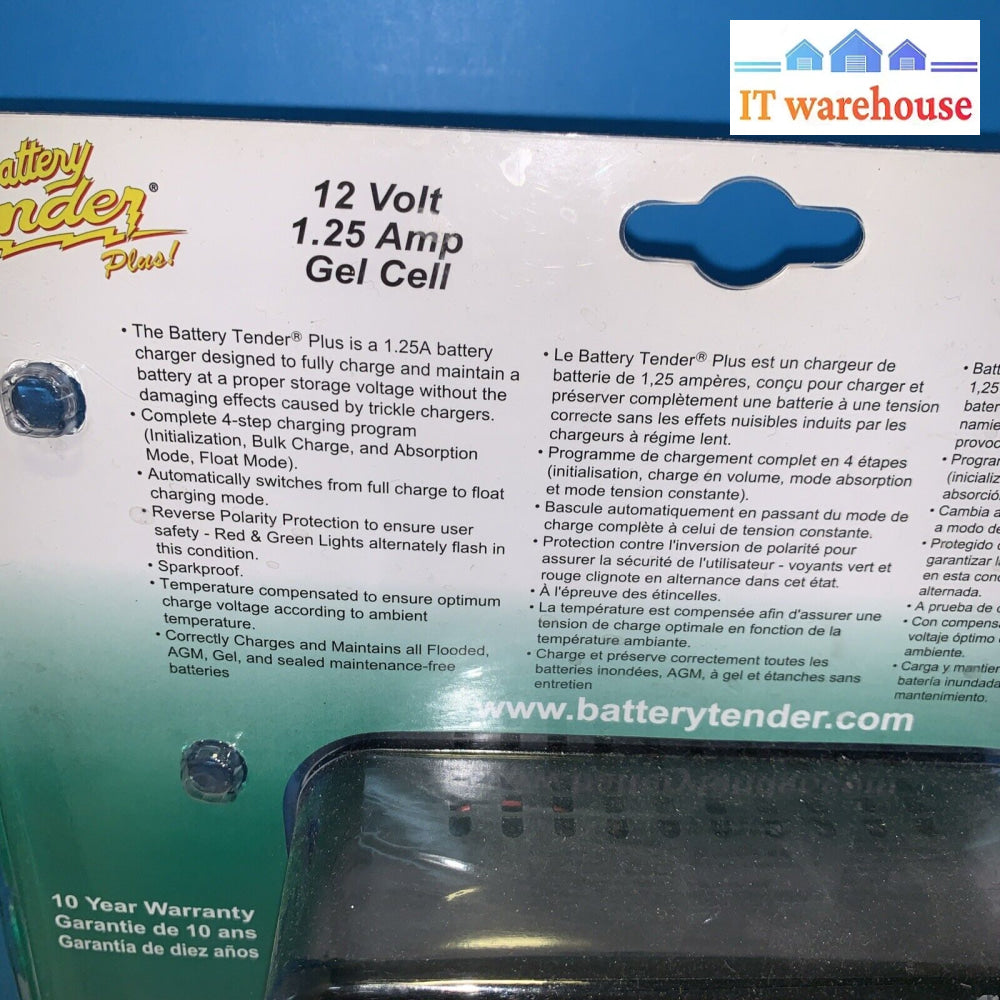 IT warehouse
attery
nder®
Plus!
12 Volt
1.25 Amp
Gel Cell
• The Battery Tender® Plus is a 1.25A battery
charger designed to fully charge and maintain a
battery at a proper storage voltage without the
damaging effects caused by trickle chargers.
• Complete 4-step charging program
(Initialization, Bulk Charge, and Absorption
Mode, Float Mode).
• Automatically switches from full charge to float
charging mode.
• Reverse Polarity Protection to ensure user
safety - Red & Green Lights alternately flash in
this condition.
• Sparkproof.
• Temperature compensated to ensure optimum
charge voltage according to ambient
temperature.
• Correctly Charges and Maintains all Flooded,
AGM, Gel, and sealed maintenance-free
batteries
• Le Battery Tender® Plus est un chargeur de
batterie de 1,25 ampères, conçu pour charger et
préserver complètement une batterie à une tension
correcte sans les effets nuisibles induits par les
chargeurs à régime lent.
• Programme de chargement complet en 4 étapes
(initialisation, charge en volume, mode absorption
et mode tension constante).
• Bascule automatiquement en passant du mode de
charge complète à celui de tension constante.
• Protection contre l'inversion de polarité pour
assurer la sécurité de l'utilisateur - voyants vert et
rouge clignote en alternance dans cet état.
• À l'épreuve des étincelles.
• La température est compensée afin d'assurer une
tension de charge optimale en fonction de la
température ambiante.
• Charge et préserve correctement toutes les
batteries inondées, AGM, à gel et étanches sans
entretien
• Batt
1,25
bater
namie
provoc
• Progran
(inicializ
absorció
• Cambia a
a modo de
• Protegido
garantizar l
en esta con
alternada.
• A prueba de
• Con compens
voltaje óptimo
ambiente.
• Carga y mantien
batería inundada
mantenimiento.
www.batterytender.com
10 Year Warranty
Garantie de 10 ans
Garantía de diez años